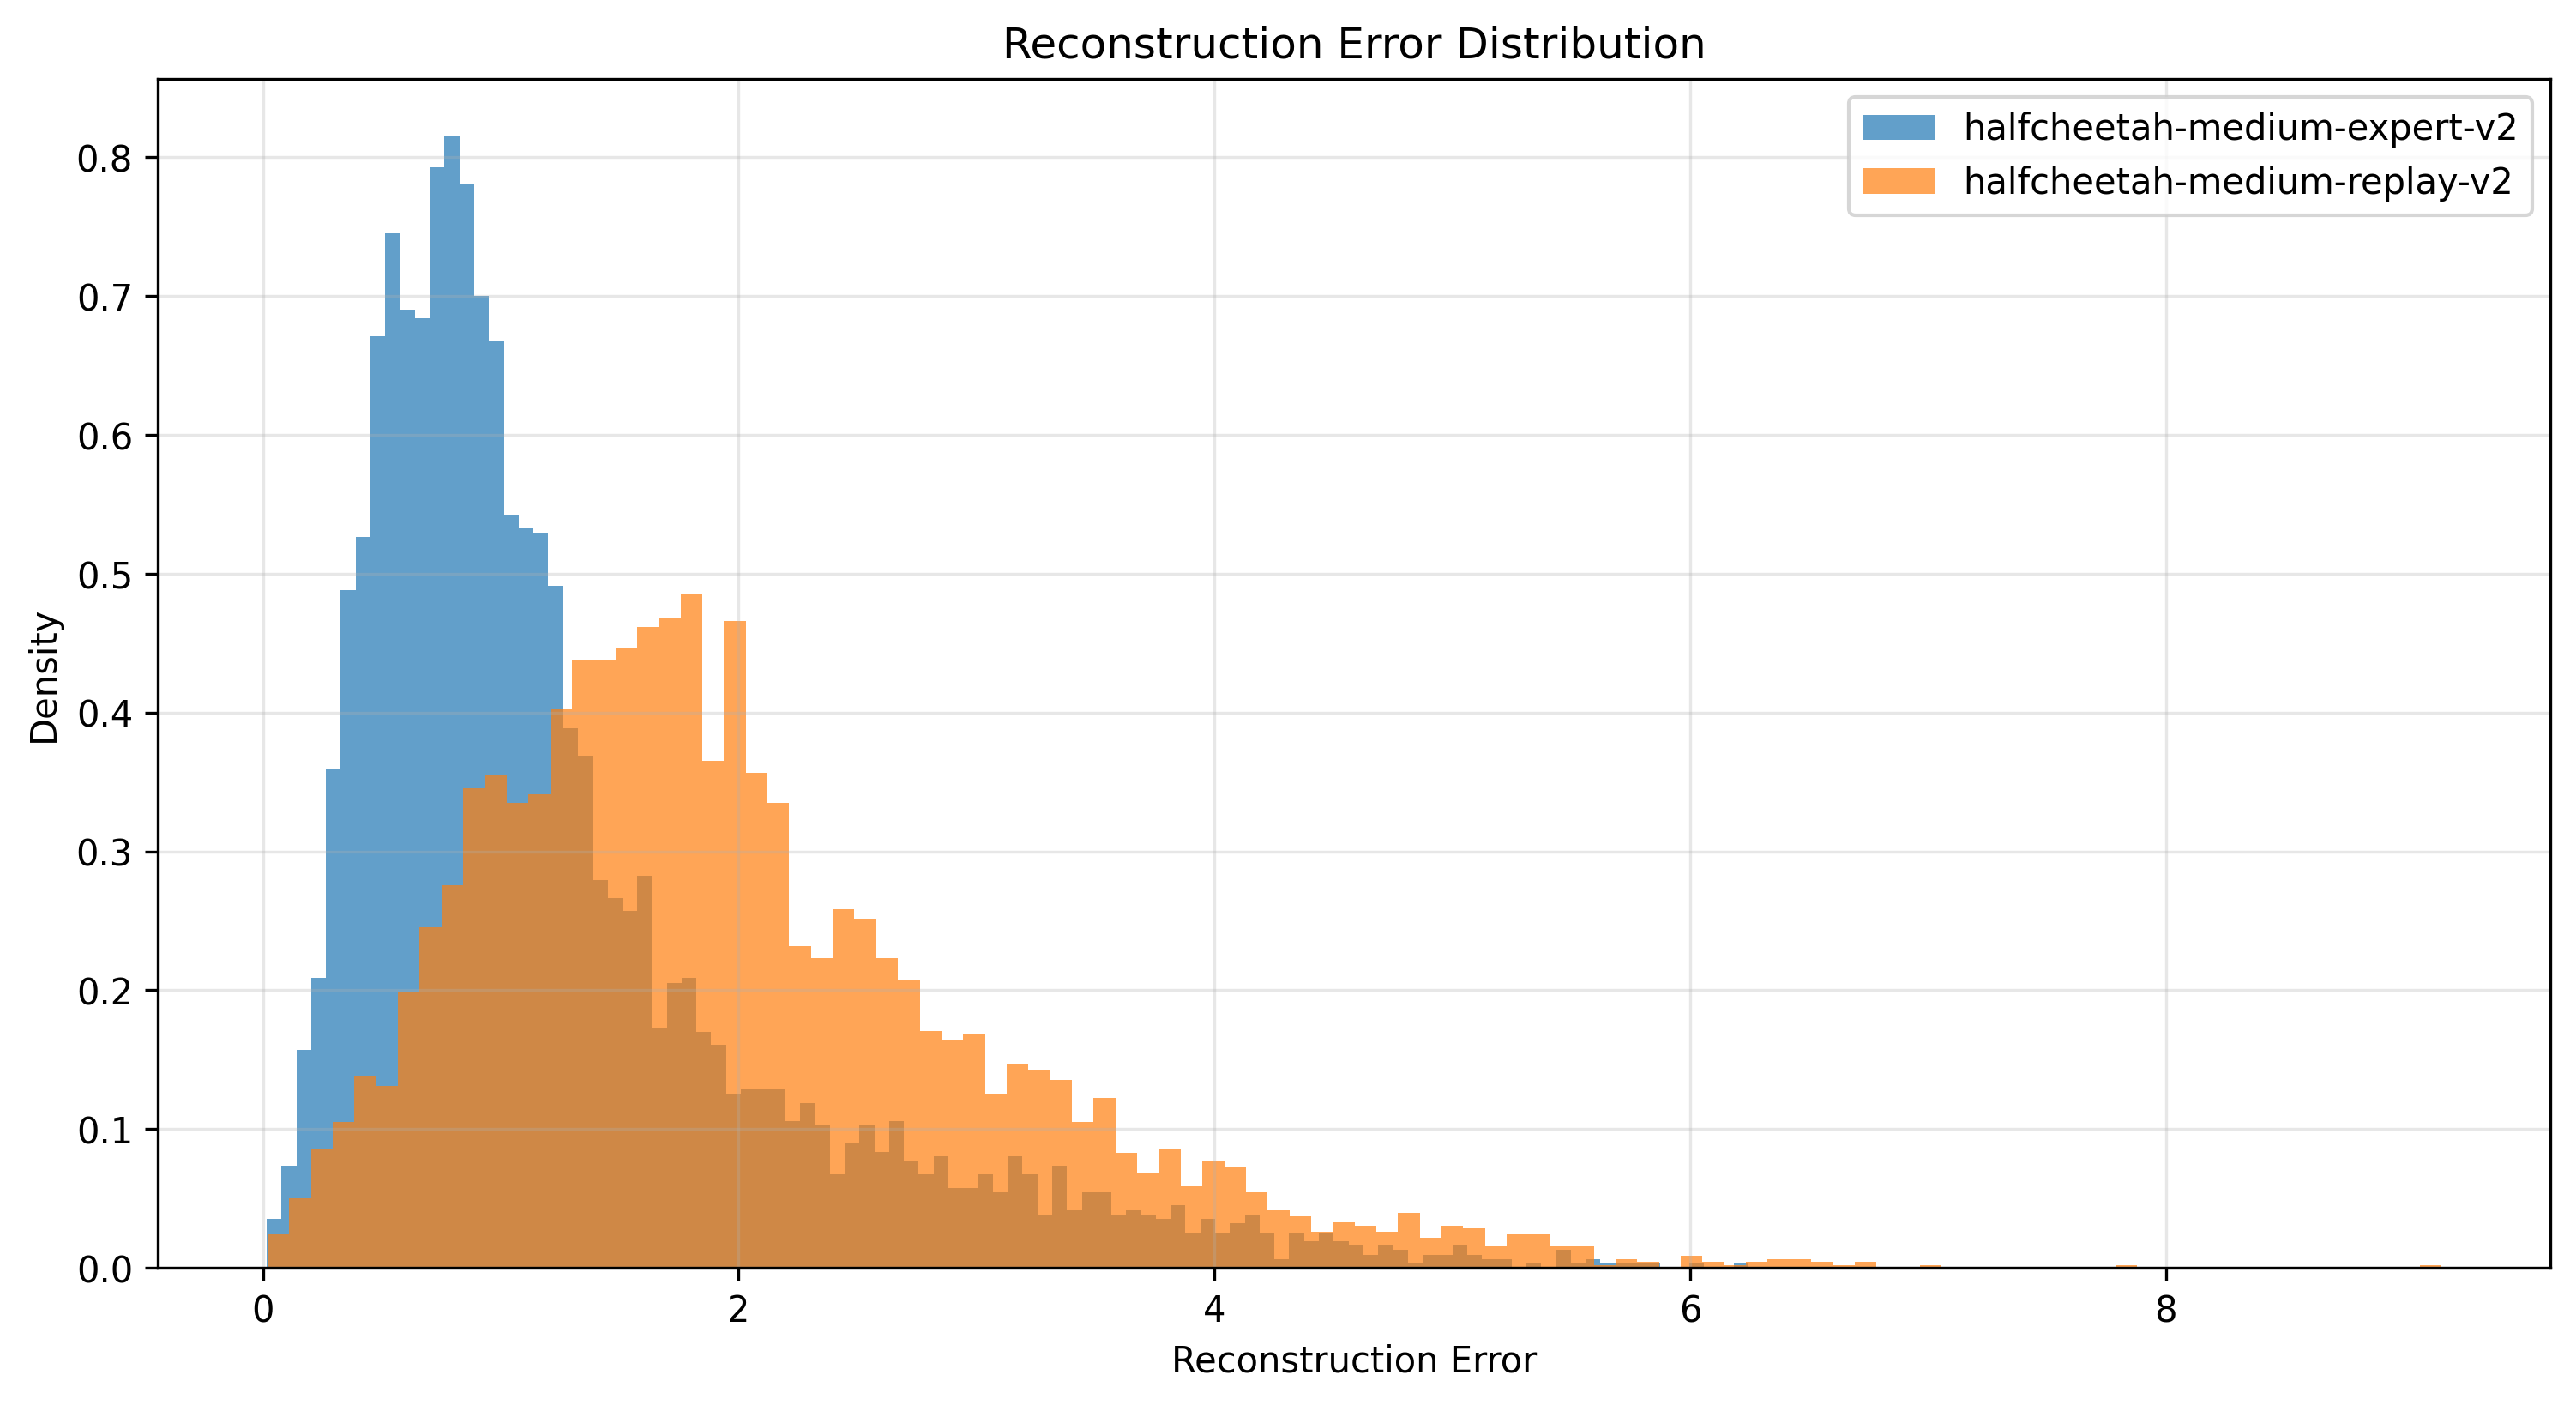 Reconstruction Error Distribution
halfcheetah-medium-expert-v2
halfcheetah-medium-replay-v2
0.8
0.7
0.6
0.5
0.4
0.3
0.2
0.1
0.0
Density
0 2 4 6 8
Reconstruction Error